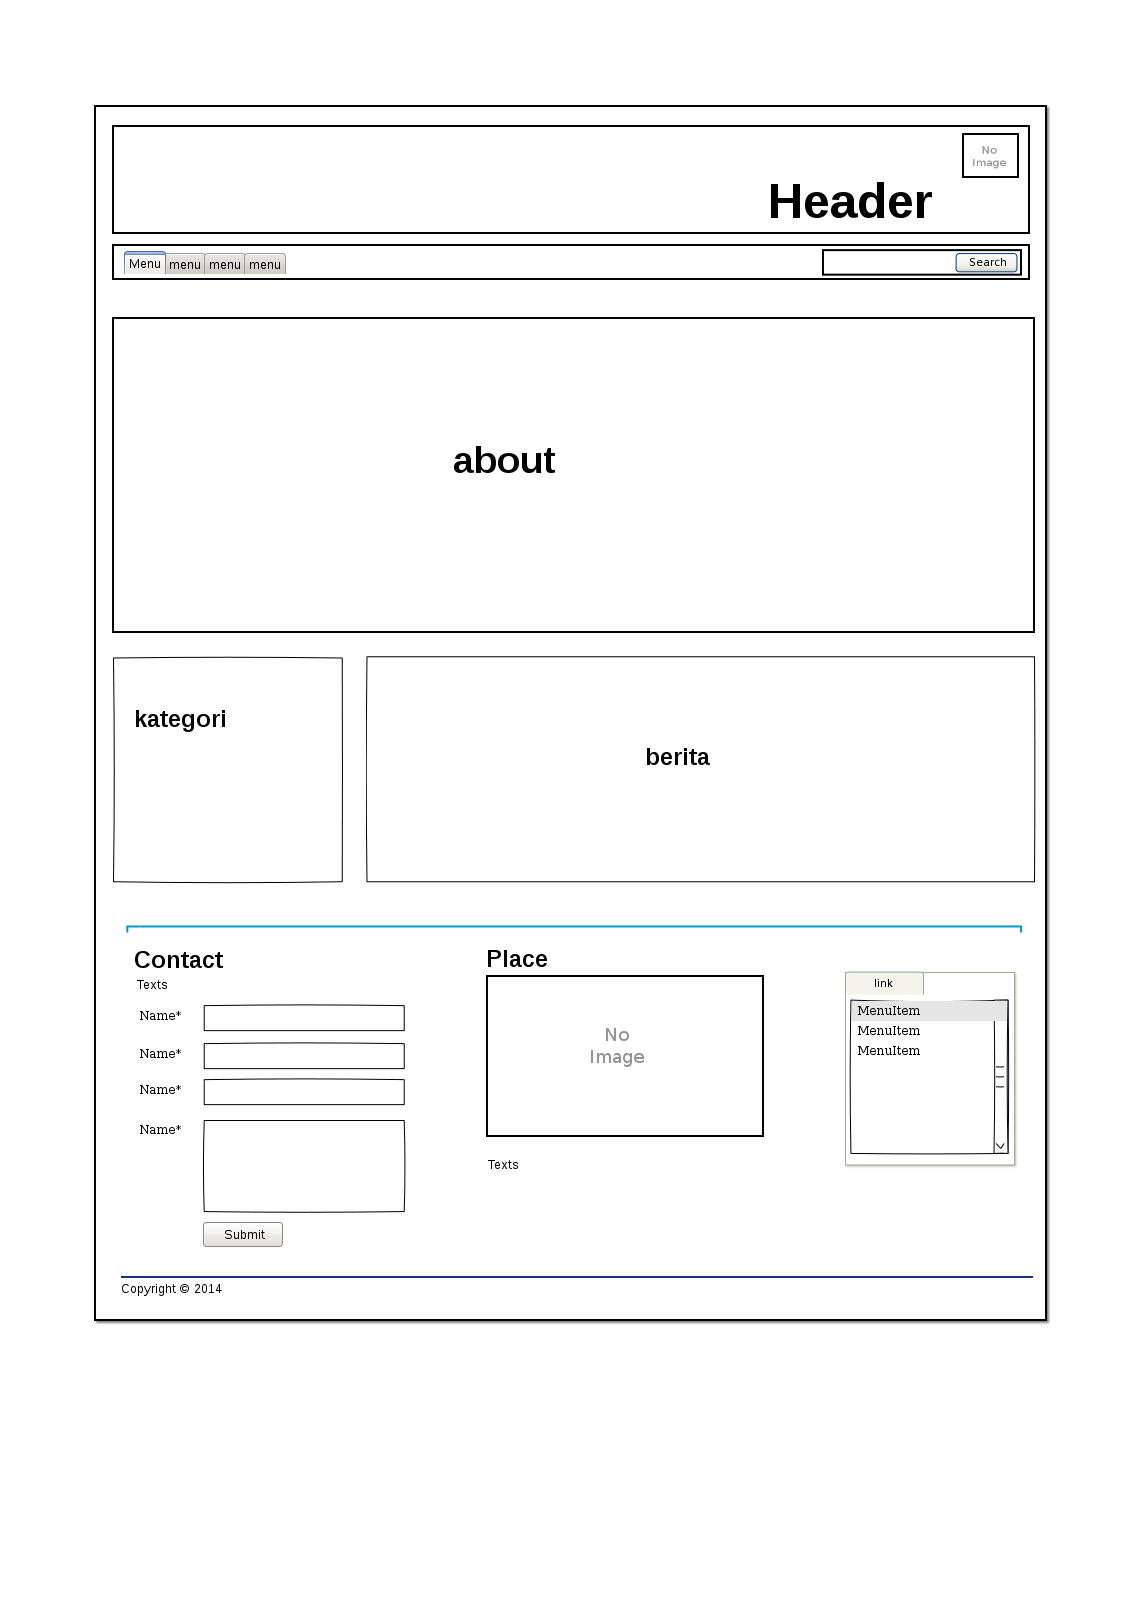 No
Image
Header
Menu menu menu menu
Search
about
kategori
berita
Contact
Texts
Name*
Name*
Name*
Name*
Submit
Place
No
Image
Texts
link
MenuItem
MenuItem
MenuItem
Copyright © 2014